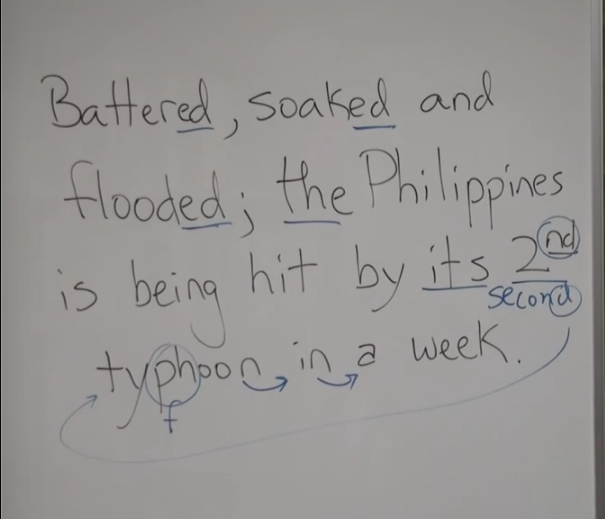 Battered, soaked and
flooded; the Philippines
is being hit by its 2nd
second
typhoon in a week.
f